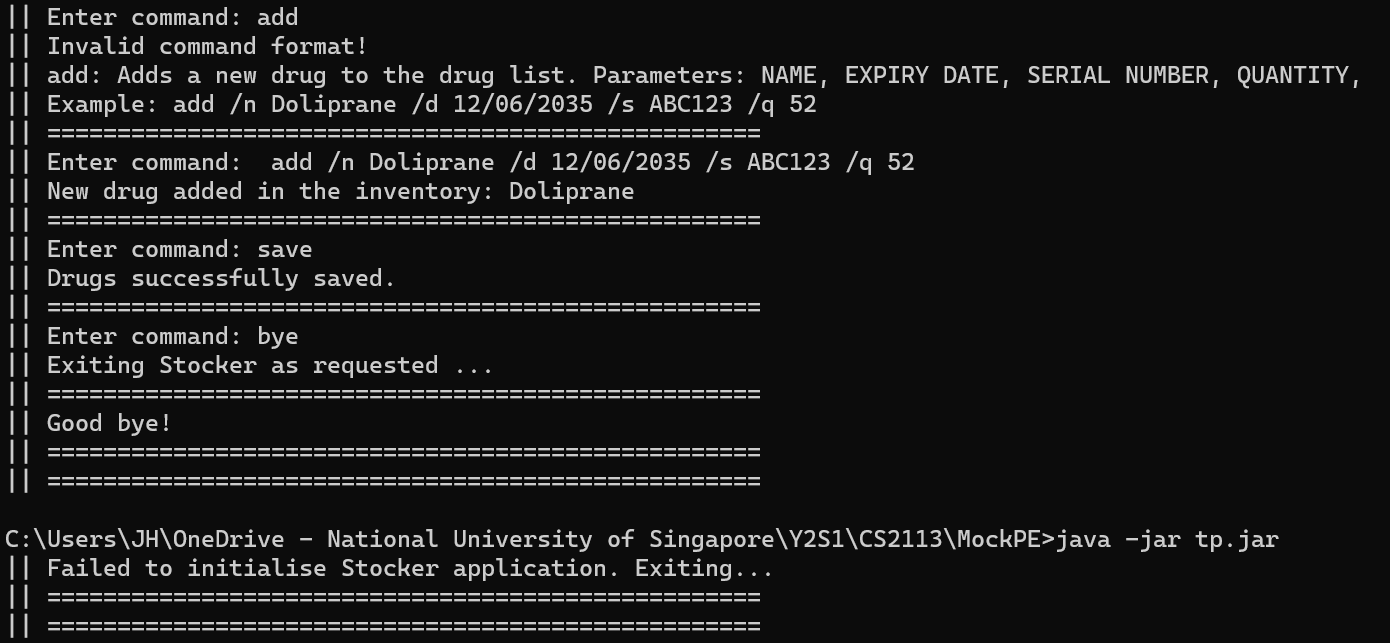 || Enter command: add
|| Invalid command format!
|| add: Adds a new drug to the drug list. Parameters: NAME, EXPIRY DATE, SERIAL NUMBER, QUANTITY,
|| Example: add /n Doliprane /d 12/06/2035 /s ABC123 /q 52
|| ===================================================
|| Enter command:  add /n Doliprane /d 12/06/2035 /s ABC123 /q 52
|| New drug added in the inventory: Doliprane
|| ===================================================
|| Enter command: save
|| Drugs successfully saved.
|| ===================================================
|| Enter command: bye
|| Exiting Stocker as requested ...
|| ===================================================
|| Good bye!
|| ===================================================
|| ===================================================
C:\Users\JH\OneDrive - National University of Singapore\Y2S1\CS2113\MockPE>java -jar tp.jar
|| Failed to initialise Stocker application. Exiting...
|| ===================================================
|| ===================================================